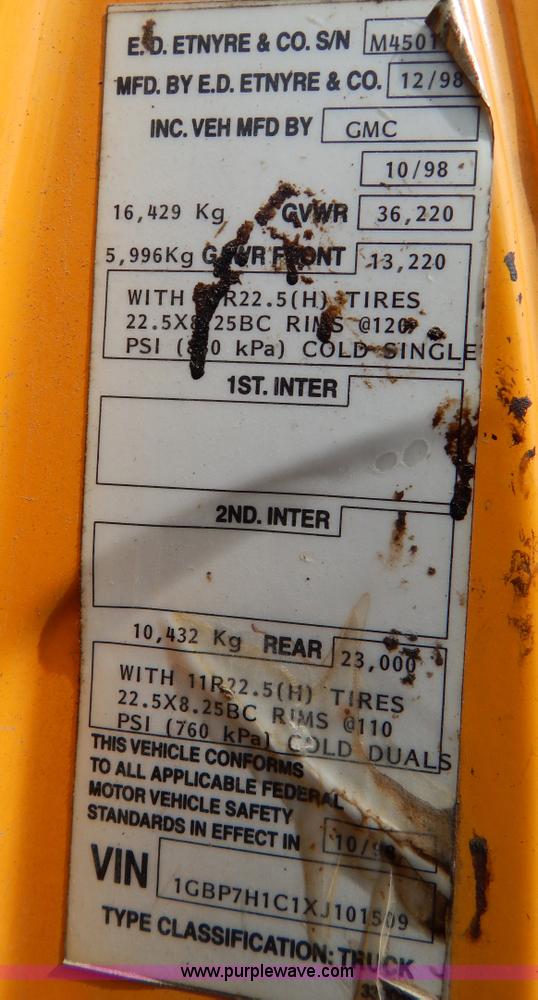 E.D. ETNYRE & CO. S/N M4501
MFD. BY E.D. ETNYRE & CO. 12/98
INC. VEH MFD BY GMC
10/98
16,429 Kg GVWR 36,220
5,996Kg FRONT 13,220
WITH TIRES
22.5X8.25BC RIMS @120
PSI COLD SINGLE
1ST. INTER
2ND. INTER
10,432 Kg REAR 23,000
WITH 11R22.5(H) TIRES
22.5X8.25BC RIMS @110
PSI (760 kPa) COLD DUALS
THIS VEHICLE CONFORMS
TO ALL APPLICABLE FEDERAL
MOTOR VEHICLE SAFETY
STANDARDS IN EFFECT IN
VIN 1GBP7H1C1XJ101509
TYPE CLASSIFICATION: TRUCK
www.purplewave.com